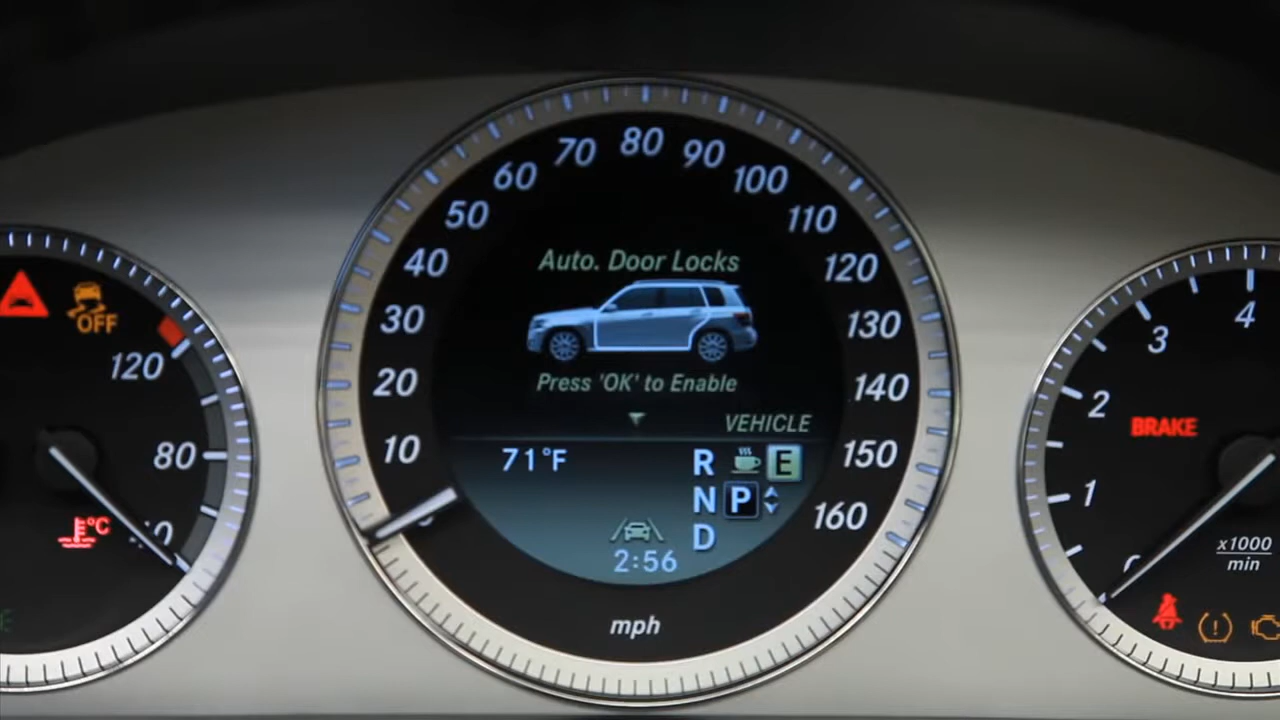 OFF
120
80
°C
10
20
30
40
50
60
70
80
90
100
110
120
130
140
150
160
Auto. Door Locks
Press 'OK' to Enable
VEHICLE
71°F
R
E
N
P
D
2:56
mph
1
2
3
4
BRAKE
x1000
min